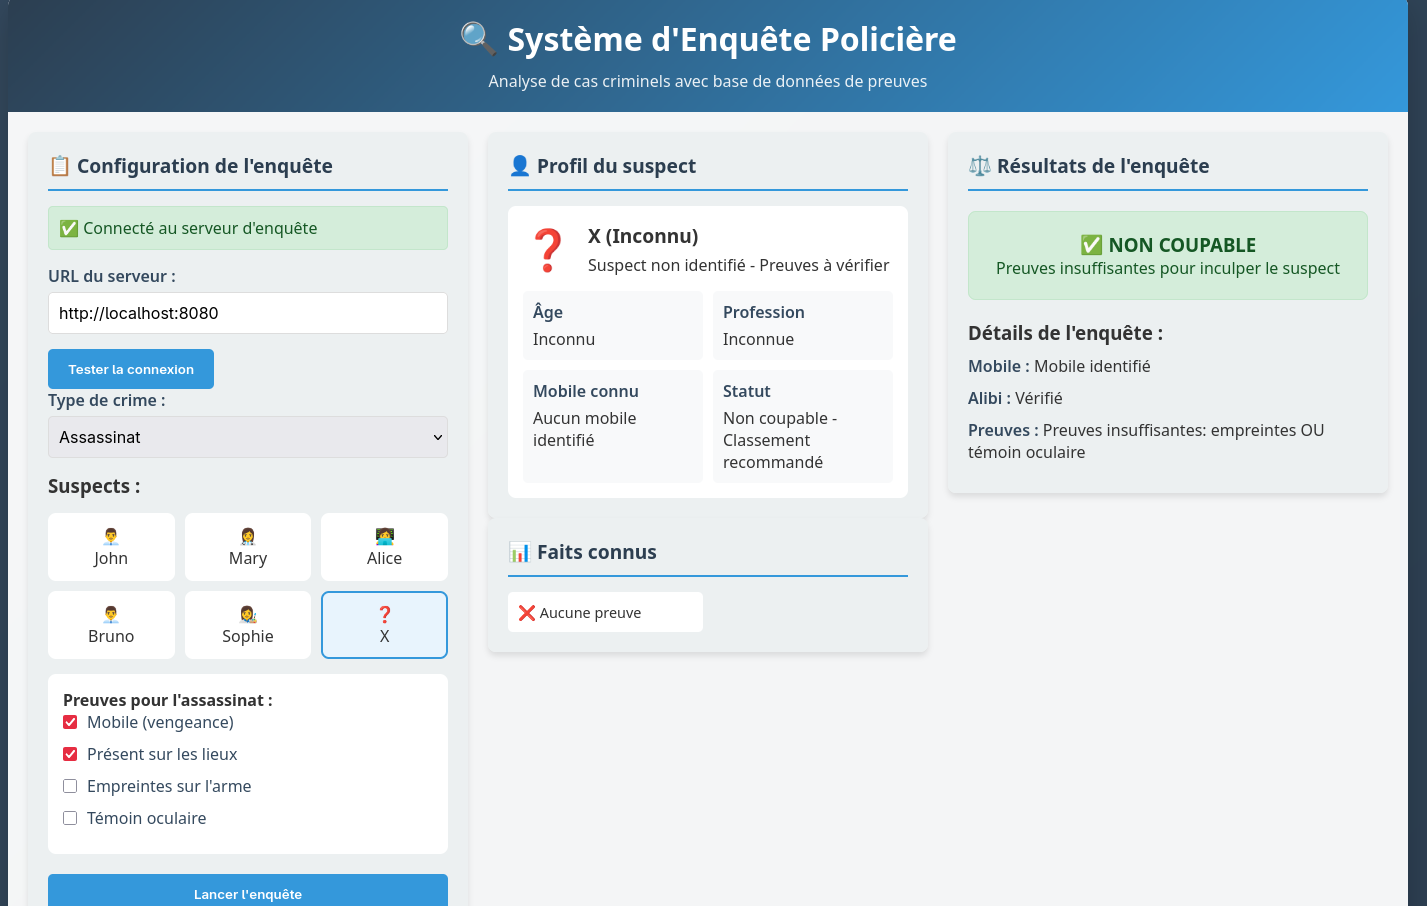 Système d'Enquête Policière
Analyse de cas criminels avec base de données de preuves
Configuration de l'enquête
Connecté au serveur d'enquête
URL du serveur :
http://localhost:8080
Tester la connexion
Type de crime :
Assassinat
Suspects :
John
Mary
Alice
Bruno
Sophie
X
Preuves pour l'assassinat :
Mobile (vengeance)
Présent sur les lieux
Empreintes sur l'arme
Témoin oculaire
Lancer l'enquête
Profil du suspect
X (Inconnu)
Suspect non identifié - Preuves à vérifier
Âge
Inconnu
Profession
Inconnue
Mobile connu
Aucun mobile
identifié
Statut
Non coupable -
Classement
recommandé
Faits connus
Aucune preuve
Résultats de l'enquête
NON COUPABLE
Preuves insuffisantes pour inculper le suspect
Détails de l'enquête :
Mobile : Mobile identifié
Alibi : Vérifié
Preuves : Preuves insuffisantes: empreintes OU
témoin oculaire